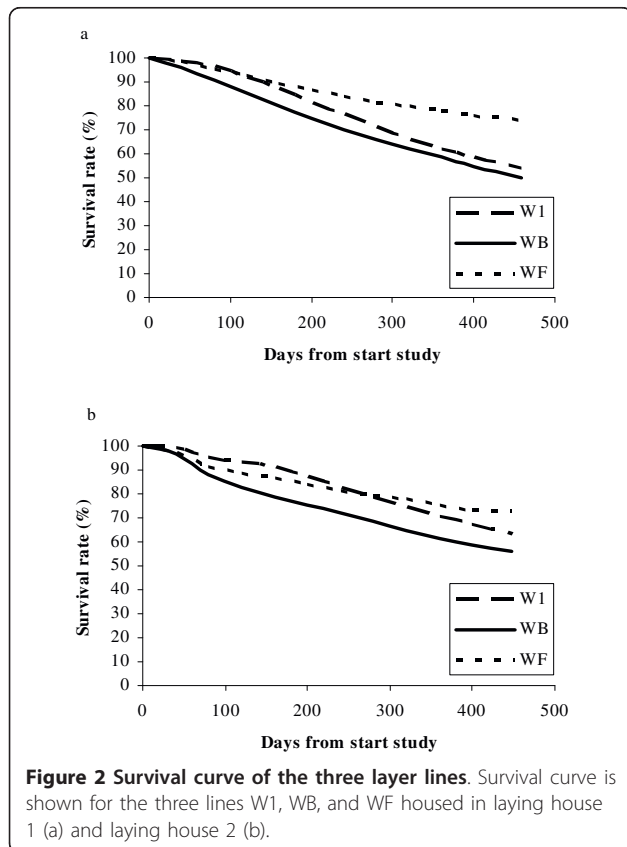 a
100
90
80
70
60
50
40
30
20
10
0
Survival rate (%)
0 100 200 300 400 500
Days from start study
W1
WB
WF
b
100
90
80
70
60
50
40
30
20
10
0
Survival rate (%)
0 100 200 300 400 500
Days from start study
W1
WB
WF
Figure 2 Survival curve of the three layer lines. Survival curve is
shown for the three lines W1, WB, and WF housed in laying house
1 (a) and laying house 2 (b).